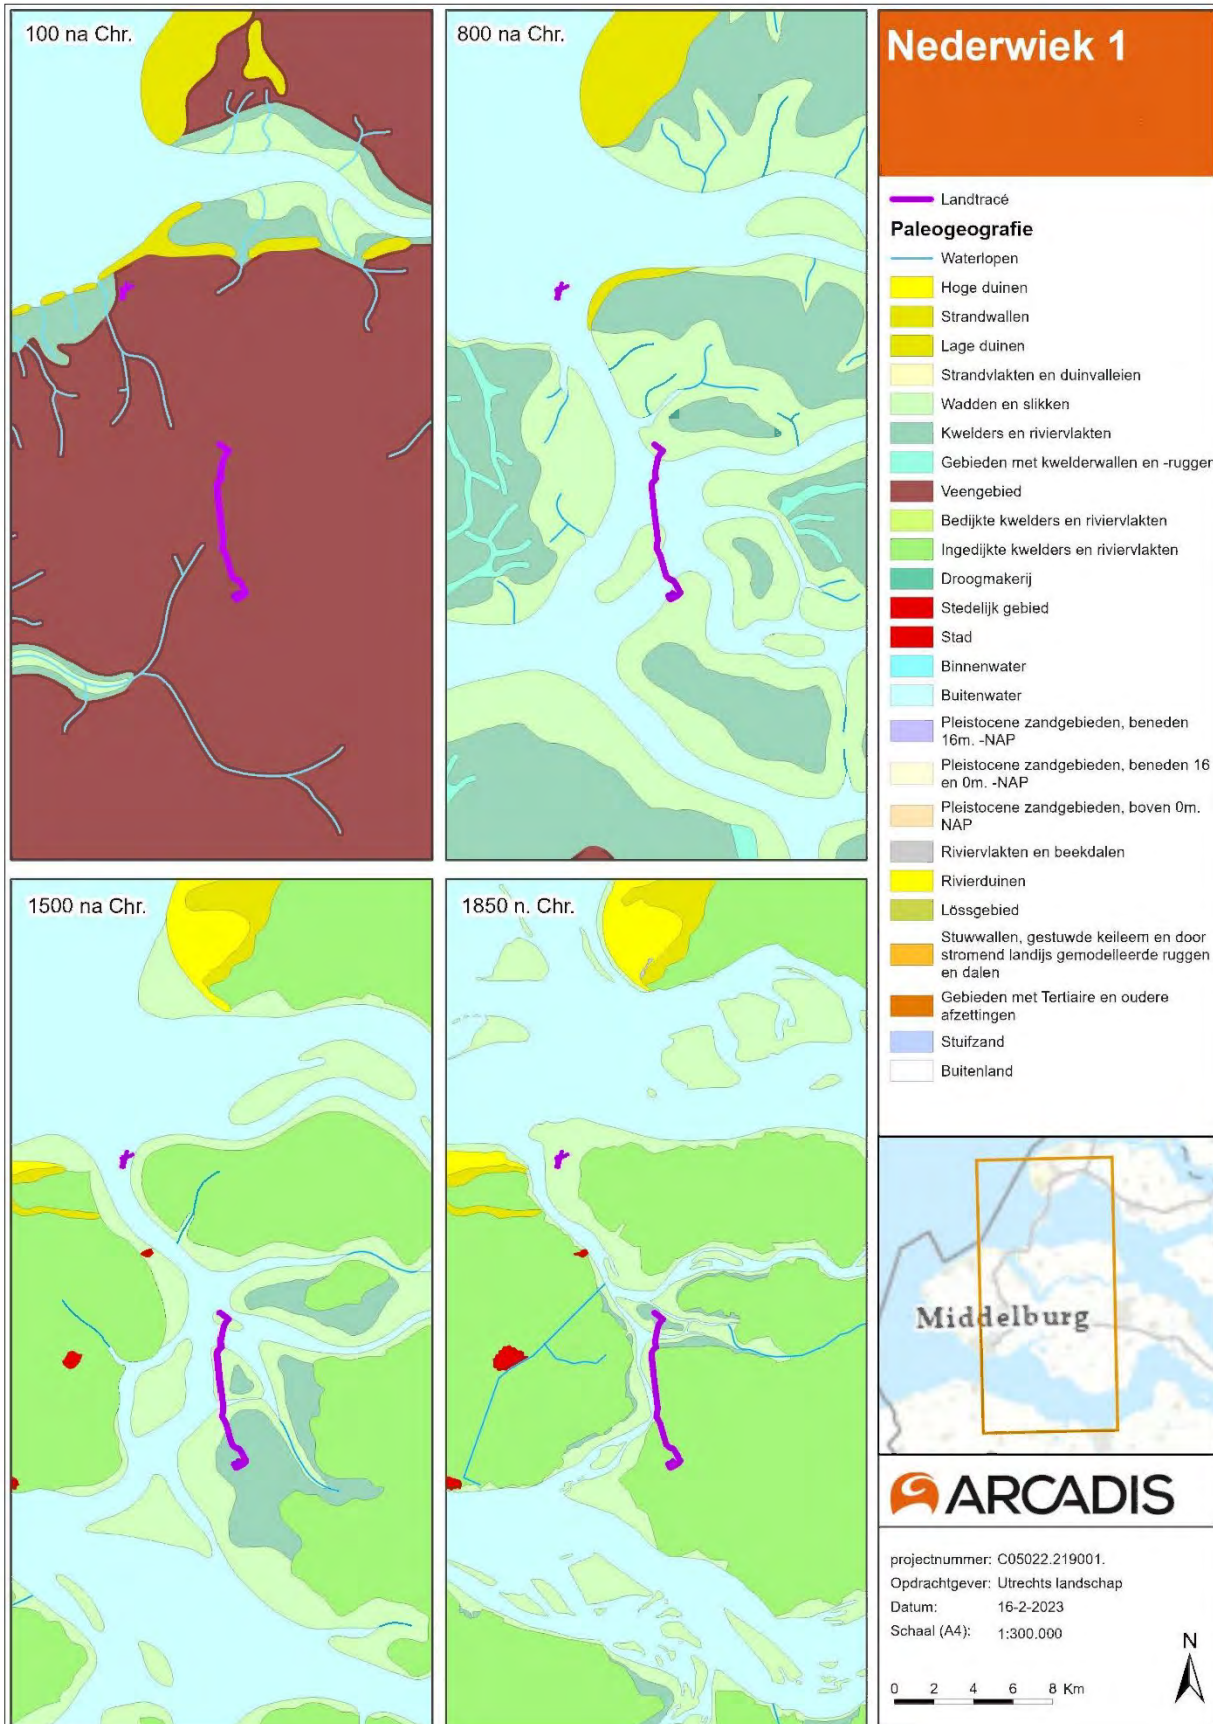 100 na Chr.
800 na Chr.
1500 na Chr.
1850 n. Chr.
Nederwiek 1
Landtracé
Paleogeografie
Waterlopen
Hoge duinen
Strandwallen
Lage duinen
Strandvlakten en duinvalleien
Wadden en slikken
Kwelders en riviervlakten
Gebieden met kwelderwallen en -ruggen
Veengebied
Bedijkte kwelders en riviervlakten
Ingedijkte kwelders en riviervlakten
Droogmakerij
Stedelijk gebied
Stad
Binnenwater
Buitenwater
Pleistocene zandgebieden, beneden
16m. -NAP
Pleistocene zandgebieden, beneden 16
en 0m. -NAP
Pleistocene zandgebieden, boven 0m.
NAP
Riviervlakten en beekdalen
Rivierduinen
Lössgebied
Stuwwallen, gestuwde keileem en door
stromend landijs gemodelleerde ruggen
en dalen
Gebieden met Tertiaire en oudere
afzettingen
Stuifzand
Buitenland
Middelburg
ARCADIS
projectnummer: C05022.219001.
Opdrachtgever: Utrechts landschap
Datum: 16-2-2023
Schaal (A4): 1:300.000
N
0 2 4 6 8 Km